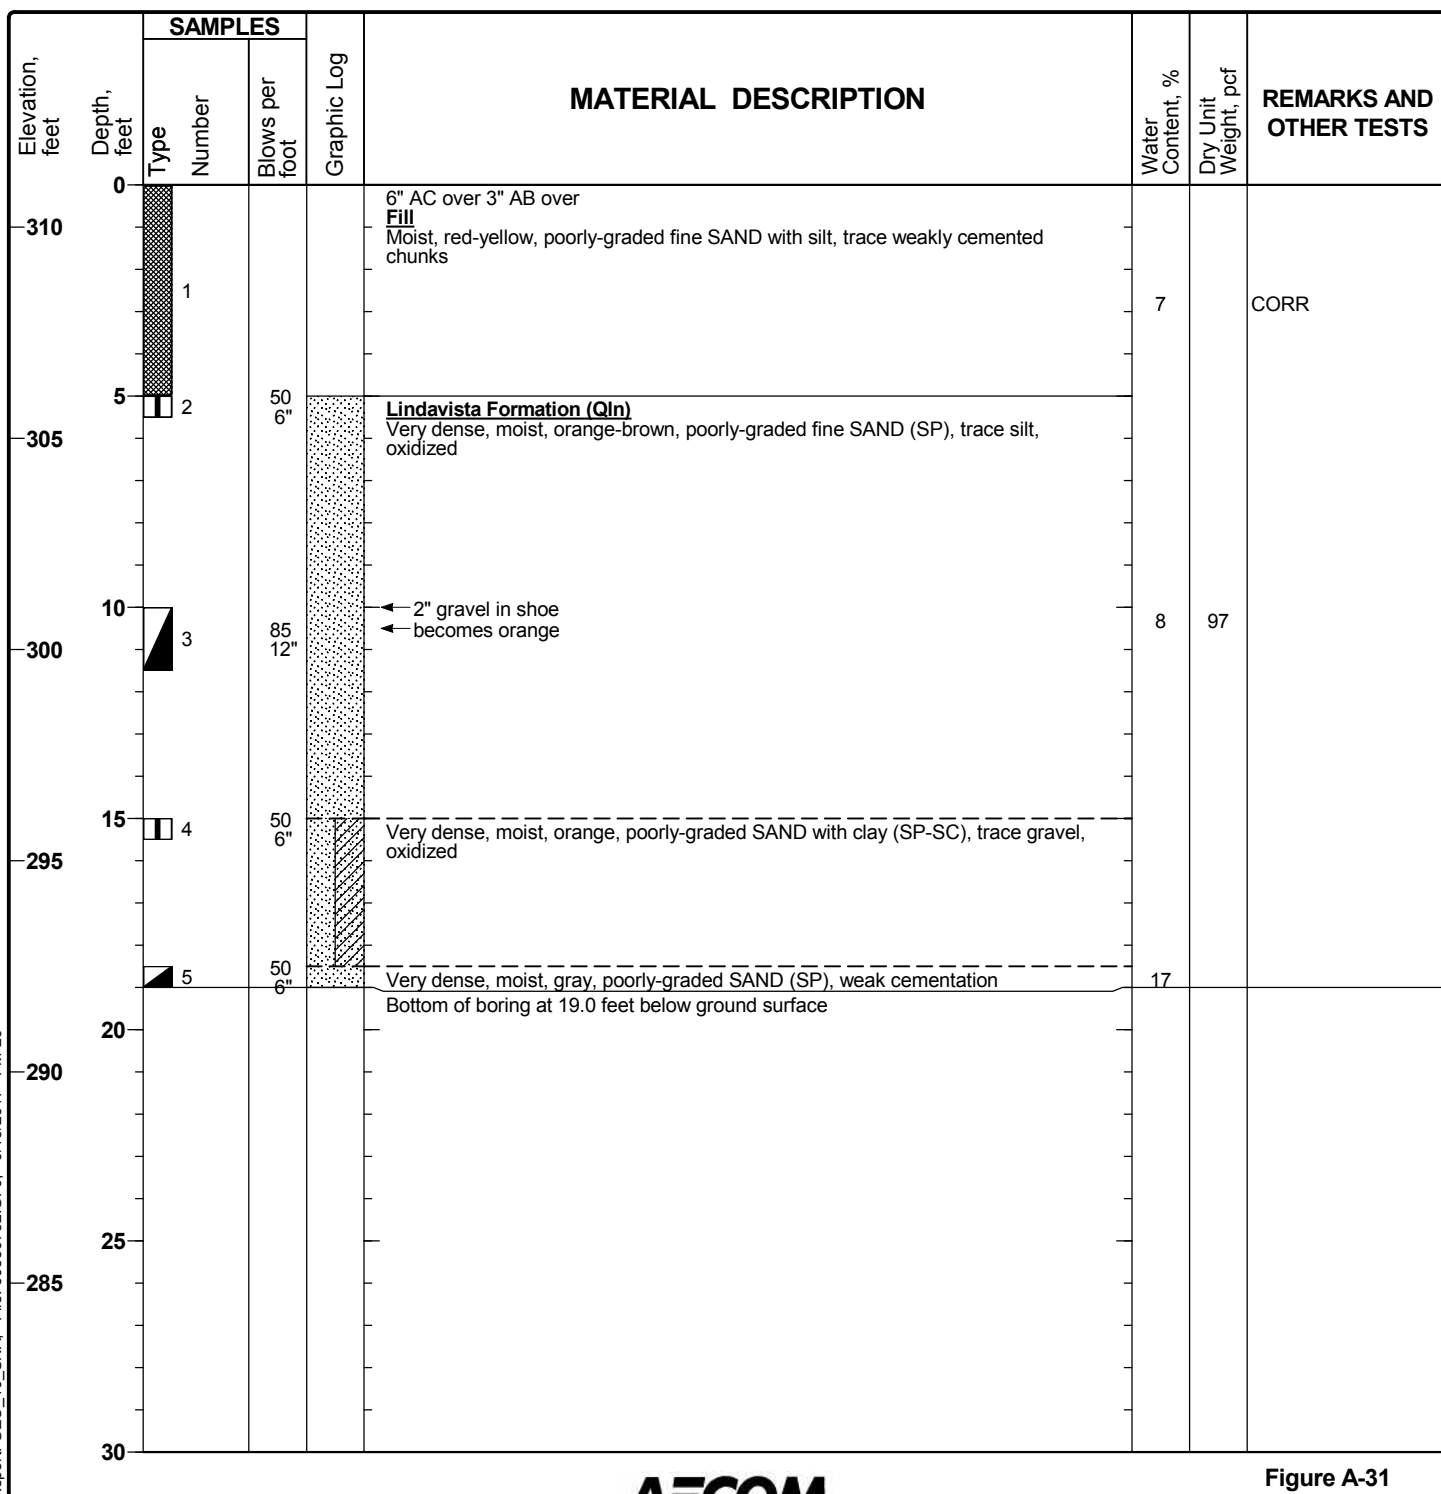 SAMPLES
Elevation,
feet
Depth,
feet
Type
Number
Blows per
foot
Graphic Log
MATERIAL DESCRIPTION
Water
Content, %
Dry Unit
Weight, pcf
REMARKS AND
OTHER TESTS
0
6" AC over 3" AB over
310
Fill
Moist, red-yellow, poorly-graded fine SAND with silt, trace weakly cemented
chunks
1
7
CORR
5
2
50
6"
Lindavista Formation (Qln)
305
Very dense, moist, orange-brown, poorly-graded fine SAND (SP), trace silt,
oxidized
10
2" gravel in shoe
3
85
12"
becomes orange
8
97
300
15
4
50
6"
Very dense, moist, orange, poorly-graded SAND with clay (SP-SC), trace gravel,
oxidized
295
5
50
6"
Very dense, moist, gray, poorly-graded SAND (SP), weak cementation
17
Bottom of boring at 19.0 feet below ground surface
20
290
25
285
30
AECOM
Figure A-31